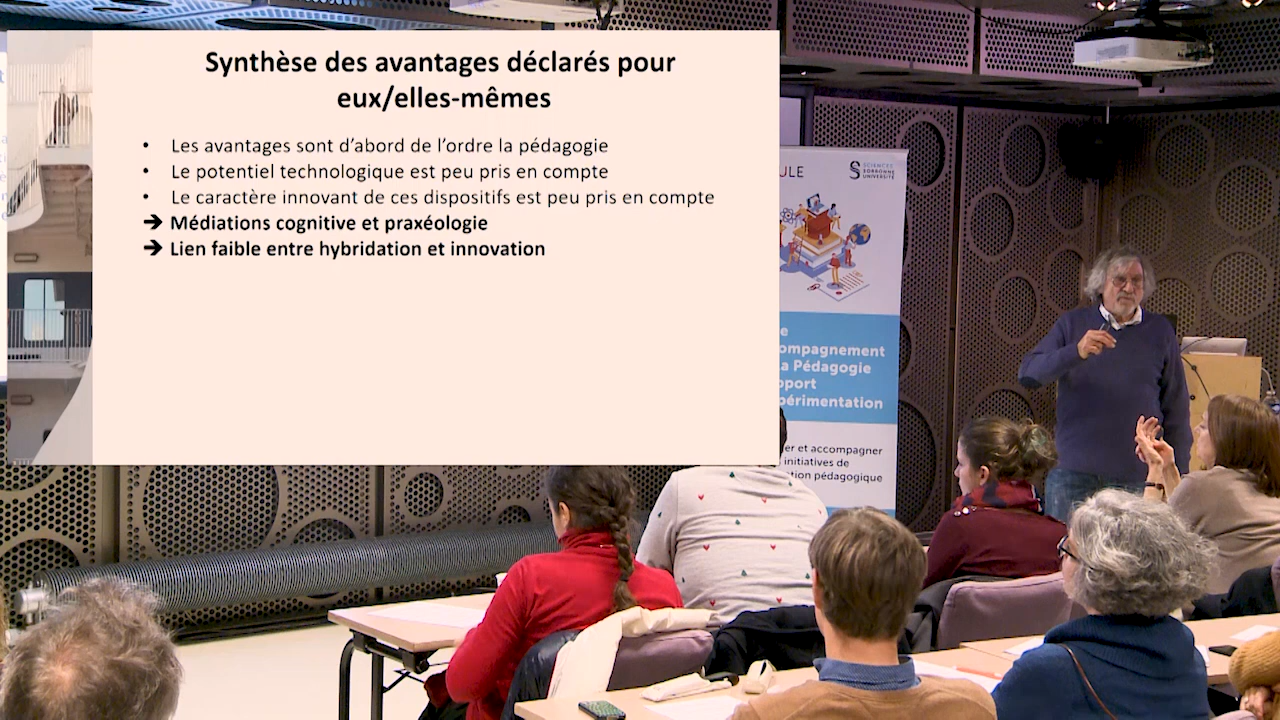 Synthèse des avantages déclarés pour
eux/elles-mêmes
• Les avantages sont d'abord de l'ordre la pédagogie
• Le potentiel technologique est peu pris en compte
• Le caractère innovant de ces dispositifs est peu pris en compte
➔ Médiations cognitive et praxéologie
➔ Lien faible entre hybridation et innovation
ULE
SCIENCES
SORBONNE
UNIVERSITÉ
e
ompagnement
a Pédagogie
pport
périmentation
er et accompagner
initiatives de
tion pédagogique